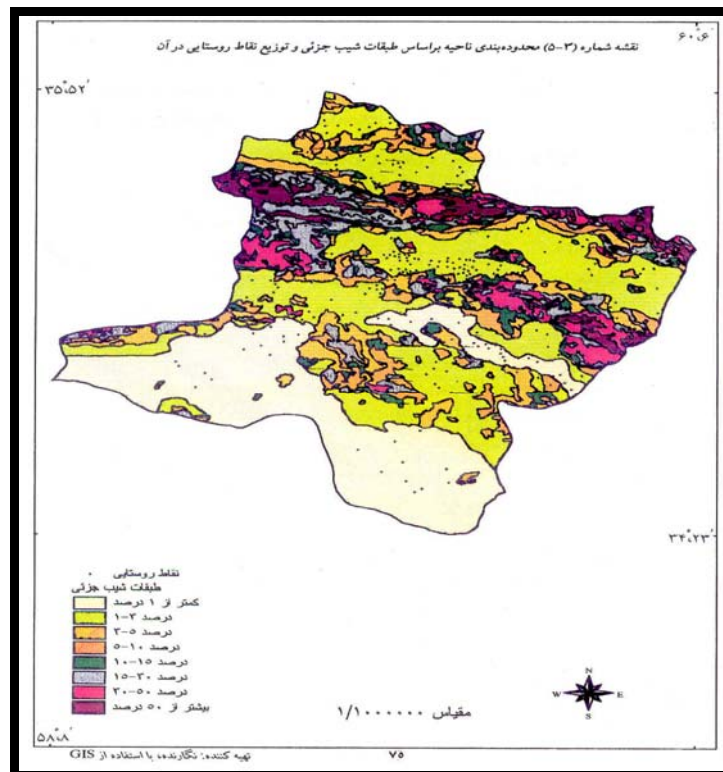 نقشه شماره (۳-۵) محدوده‌بندی ناحیه براساس طبقات شیب جزئی و توزیع نقاط روستایی در آن
۶۰°۶′
۳۵°۵۲′
۳۴°۲۳′
نقاط روستایی
طبقات شیب جزئی
کمتر از ۱ درصد
۱-۳ درصد
۳-۵ درصد
۵-۱۰ درصد
۱۰-۱۵ درصد
۱۵-۳۰ درصد
۳۰-۵۰ درصد
بیشتر از ۵۰ درصد
N
W E
S
مقیاس ۱/۱۰۰۰۰۰۰
۵۸°۸′
تهیه کننده: نگارنده، با استفاده از GIS
۷۵